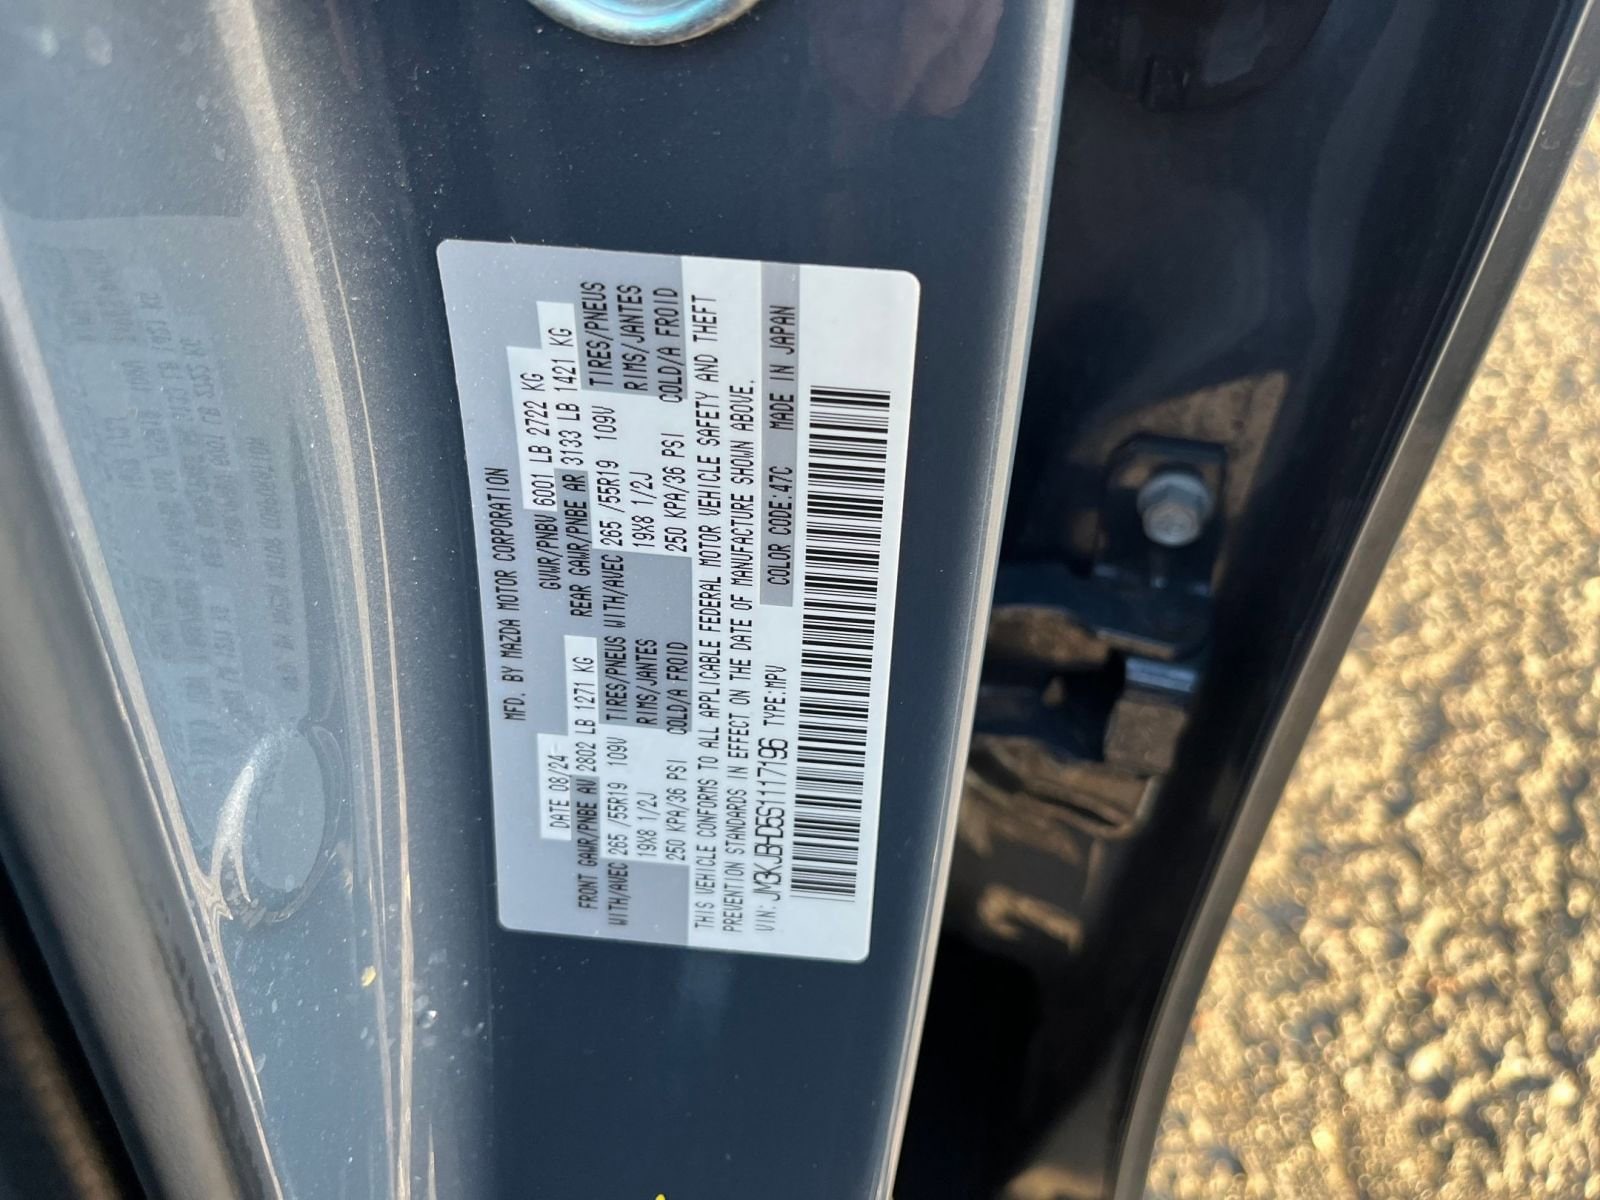 MFD. BY MAZDA MOTOR CORPORATION
DATE 08/24 GVWR/PNBV 6001 LB 2722 KG
FRONT GAWR/PNBE AV 2802 LB 1271 KG REAR GAWR/PNBE AR 3133 LB 1421 KG
WITH/AVEC 265 /55R19 109V TIRES/PNEUS WITH/AVEC 265 /55R19 109V TIRES/PNEUS
19X8 1/2J RIMS/JANTES 19X8 1/2J RIMS/JANTES
250 KPA/36 PSI COLD/A FROID 250 KPA/36 PSI COLD/A FROID
THIS VEHICLE CONFORMS TO ALL APPLICABLE FEDERAL MOTOR VEHICLE SAFETY AND THEFT
PREVENTION STANDARDS IN EFFECT ON THE DATE OF MANUFACTURE SHOWN ABOVE.
VIN: JM3KJBHD5S1117196 TYPE:MPV COLOR CODE:47C MADE IN JAPAN